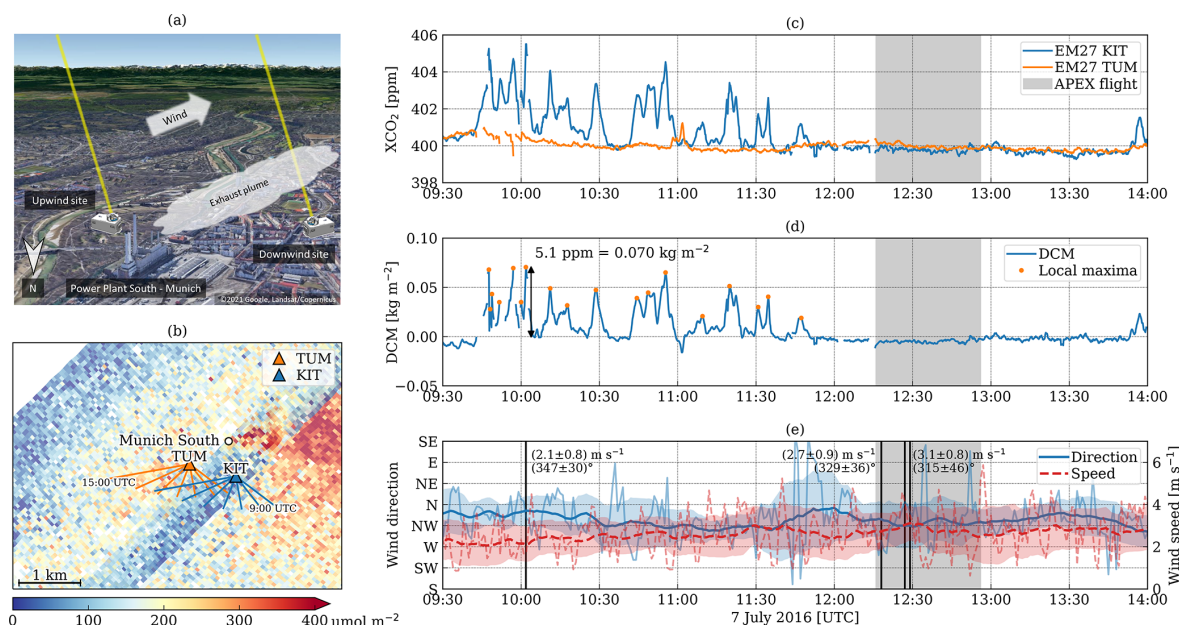 (a)
Wind
Exhaust plume
Upwind site
Downwind site
N
Power Plant South - Munich
©2021 Google, Landsat/Copernicus
(b)
TUM
KIT
Munich South
TUM
KIT
15:00 UTC
9:00 UTC
1 km
0 100 200 300 400 μmol m⁻²
(c)
XCO₂ [ppm]
406
404
402
400
398
EM27 KIT
EM27 TUM
APEX flight
09:30 10:00 10:30 11:00 11:30 12:00 12:30 13:00 13:30 14:00
(d)
DCM [kg m⁻²]
0.10
0.05
0.00
−0.05
5.1 ppm = 0.070 kg m⁻²
DCM
Local maxima
09:30 10:00 10:30 11:00 11:30 12:00 12:30 13:00 13:30 14:00
(e)
Wind direction
SE
E
NE
N
NW
W
SW
S
(2.1±0.8) m s⁻¹
(347±30)°
(2.7±0.9) m s⁻¹
(329±36)°
(3.1±0.8) m s⁻¹
(315±46)°
Direction
Speed
6
4
2
0
Wind speed [m s⁻¹]
09:30 10:00 10:30 11:00 11:30 12:00 12:30 13:00 13:30 14:00
7 July 2016 [UTC]